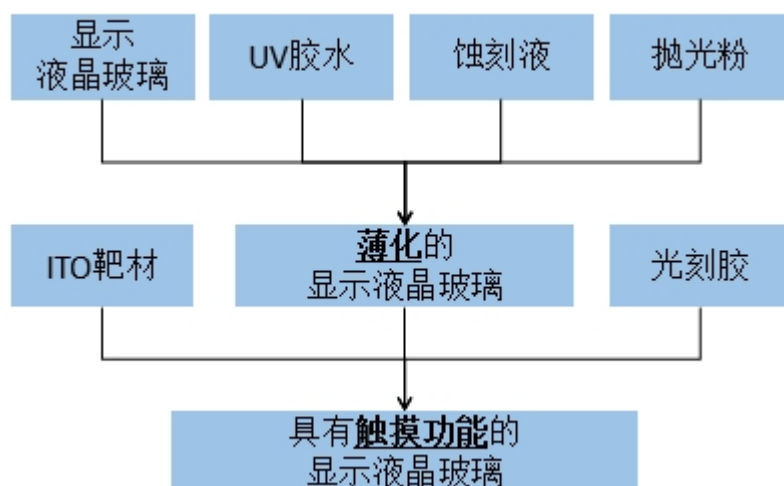 显示
液晶玻璃
UV胶水
蚀刻液
抛光粉
ITO靶材
薄化的
显示液晶玻璃
光刻胶
具有触摸功能的
显示液晶玻璃